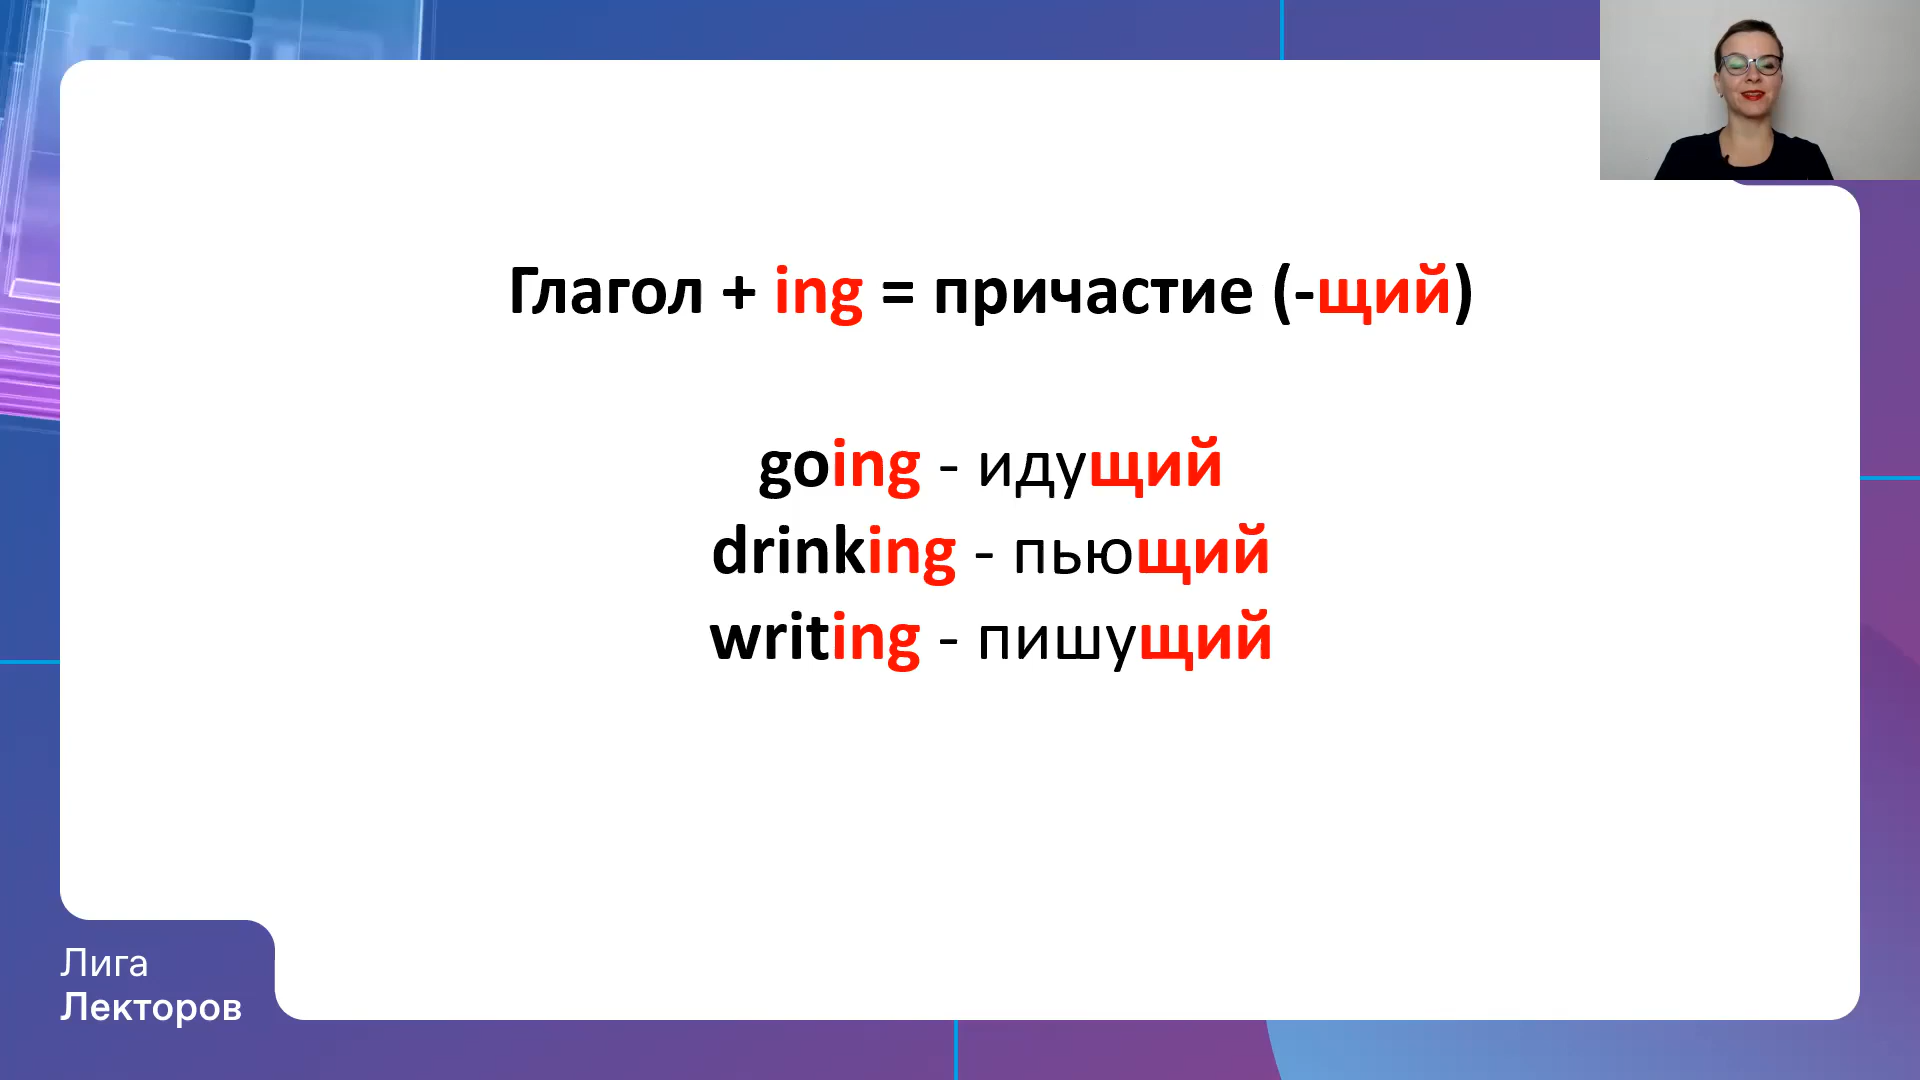 Глагол + ing = причастие (-щий)
going - идущий
drinking - пьющий
writing - пишущий
Лига
Лекторов